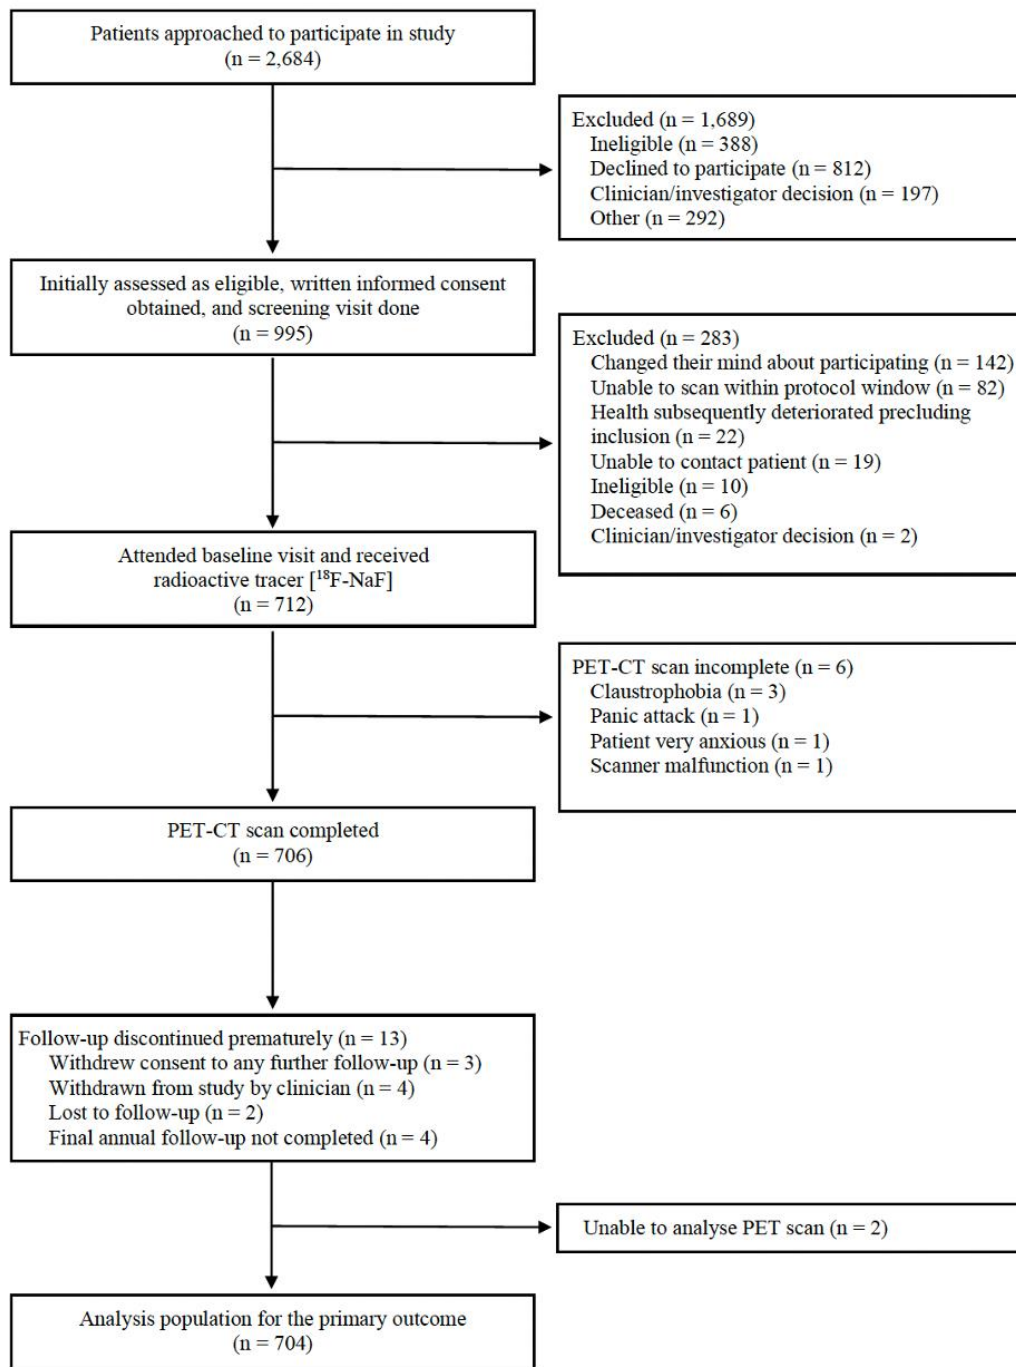 Patients approached to participate in study
(n = 2,684)
Excluded (n = 1,689)
Ineligible (n = 388)
Declined to participate (n = 812)
Clinician/investigator decision (n = 197)
Other (n = 292)
Initially assessed as eligible, written informed consent
obtained, and screening visit done
(n = 995)
Excluded (n = 283)
Changed their mind about participating (n = 142)
Unable to scan within protocol window (n = 82)
Health subsequently deteriorated precluding
inclusion (n = 22)
Unable to contact patient (n = 19)
Ineligible (n = 10)
Deceased (n = 6)
Clinician/investigator decision (n = 2)
Attended baseline visit and received
radioactive tracer [¹⁸F-NaF]
(n = 712)
PET-CT scan incomplete (n = 6)
Claustrophobia (n = 3)
Panic attack (n = 1)
Patient very anxious (n = 1)
Scanner malfunction (n = 1)
PET-CT scan completed
(n = 706)
Follow-up discontinued prematurely (n = 13)
Withdrew consent to any further follow-up (n = 3)
Withdrawn from study by clinician (n = 4)
Lost to follow-up (n = 2)
Final annual follow-up not completed (n = 4)
Unable to analyse PET scan (n = 2)
Analysis population for the primary outcome
(n = 704)